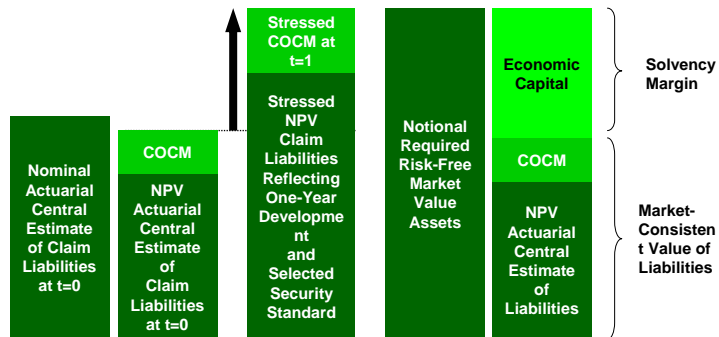 Nominal
Actuarial
Central
Estimate
of Claim
Liabilities
at t=0
COCM
NPV
Actuarial
Central
Estimate
of
Claim
Liabilities
at t=0
Stressed
COCM at
t=1
Stressed
NPV
Claim
Liabilities
Reflecting
One-Year
Developme
nt
and
Selected
Security
Standard
Notional
Required
Risk-Free
Market
Value
Assets
Economic
Capital
COCM
NPV
Actuarial
Central
Estimate
of
Liabilities
Solvency
Margin
Market-
Consisten
t Value of
Liabilities